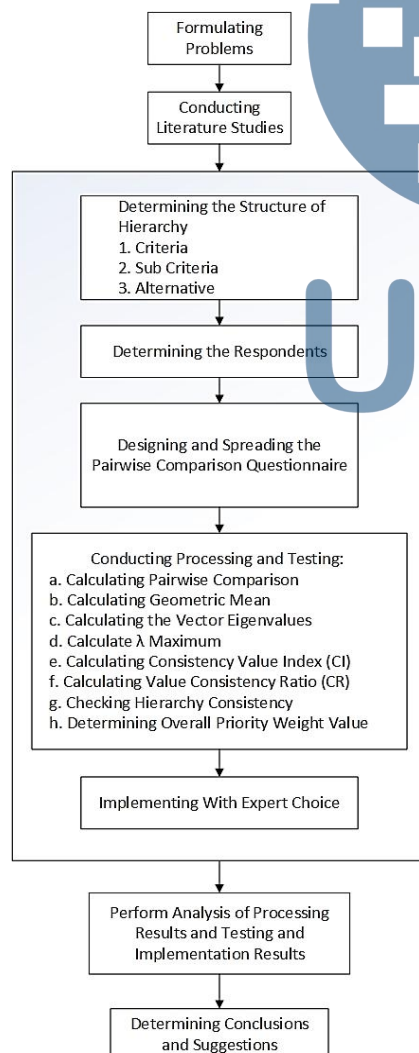 Formulating
Problems
Conducting
Literature Studies
Determining the Structure of
Hierarchy
1. Criteria
2. Sub Criteria
3. Alternative
Determining the Respondents
Designing and Spreading the
Pairwise Comparison Questionnaire
Conducting Processing and Testing:
a. Calculating Pairwise Comparison
b. Calculating Geometric Mean
c. Calculating the Vector Eigenvalues
d. Calculate λ Maximum
e. Calculating Consistency Value Index (CI)
f. Calculating Value Consistency Ratio (CR)
g. Checking Hierarchy Consistency
h. Determining Overall Priority Weight Value
Implementing With Expert Choice
Perform Analysis of Processing
Results and Testing and
Implementation Results
Determining Conclusions
and Suggestions
U